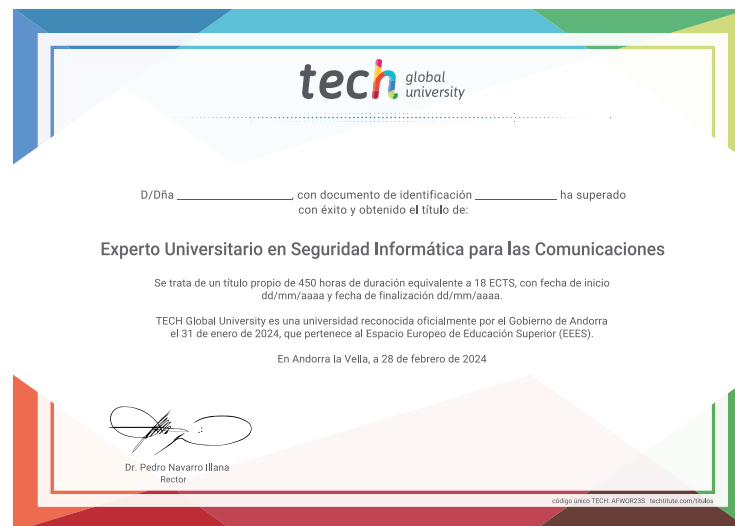 tech global university
D/Dña ____________________, con documento de identificación ______________ ha superado
con éxito y obtenido el título de:
Experto Universitario en Seguridad Informática para las Comunicaciones
Se trata de un título propio de 450 horas de duración equivalente a 18 ECTS, con fecha de inicio
dd/mm/aaaa y fecha de finalización dd/mm/aaaa.
TECH Global University es una universidad reconocida oficialmente por el Gobierno de Andorra
el 31 de enero de 2024, que pertenece al Espacio Europeo de Educación Superior (EEES).
En Andorra la Vella, a 28 de febrero de 2024
Dr. Pedro Navarro Illana
Rector
código único TECH: AFWOR23S techtitute.com/titulos